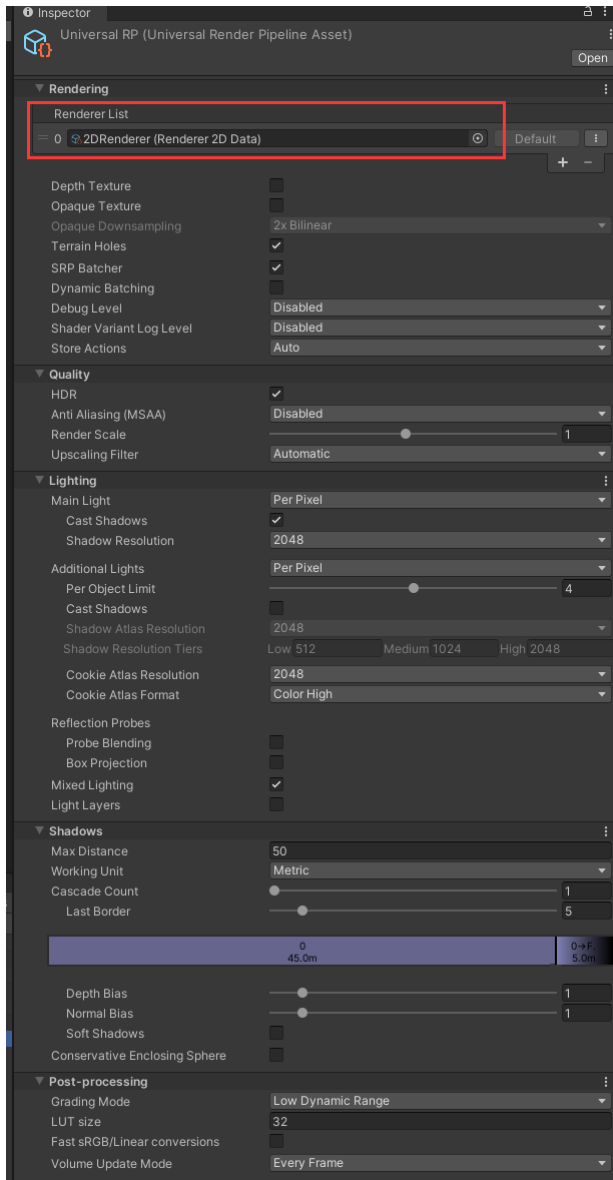 Inspector
Universal RP (Universal Render Pipeline Asset)
Open
Rendering
Renderer List
0 2DRenderer (Renderer 2D Data) Default
+ −
Depth Texture
Opaque Texture
Opaque Downsampling 2x Bilinear
Terrain Holes
SRP Batcher
Dynamic Batching
Debug Level Disabled
Shader Variant Log Level Disabled
Store Actions Auto
Quality
HDR
Anti Aliasing (MSAA) Disabled
Render Scale 1
Upscaling Filter Automatic
Lighting
Main Light Per Pixel
Cast Shadows
Shadow Resolution 2048
Additional Lights Per Pixel
Per Object Limit 4
Cast Shadows
Shadow Atlas Resolution 2048
Shadow Resolution Tiers Low 512 Medium 1024 High 2048
Cookie Atlas Resolution 2048
Cookie Atlas Format Color High
Reflection Probes
Probe Blending
Box Projection
Mixed Lighting
Light Layers
Shadows
Max Distance 50
Working Unit Metric
Cascade Count 1
Last Border 5
0 0→F.
45.0m 5.0m
Depth Bias 1
Normal Bias 1
Soft Shadows
Conservative Enclosing Sphere
Post-processing
Grading Mode Low Dynamic Range
LUT size 32
Fast sRGB/Linear conversions
Volume Update Mode Every Frame